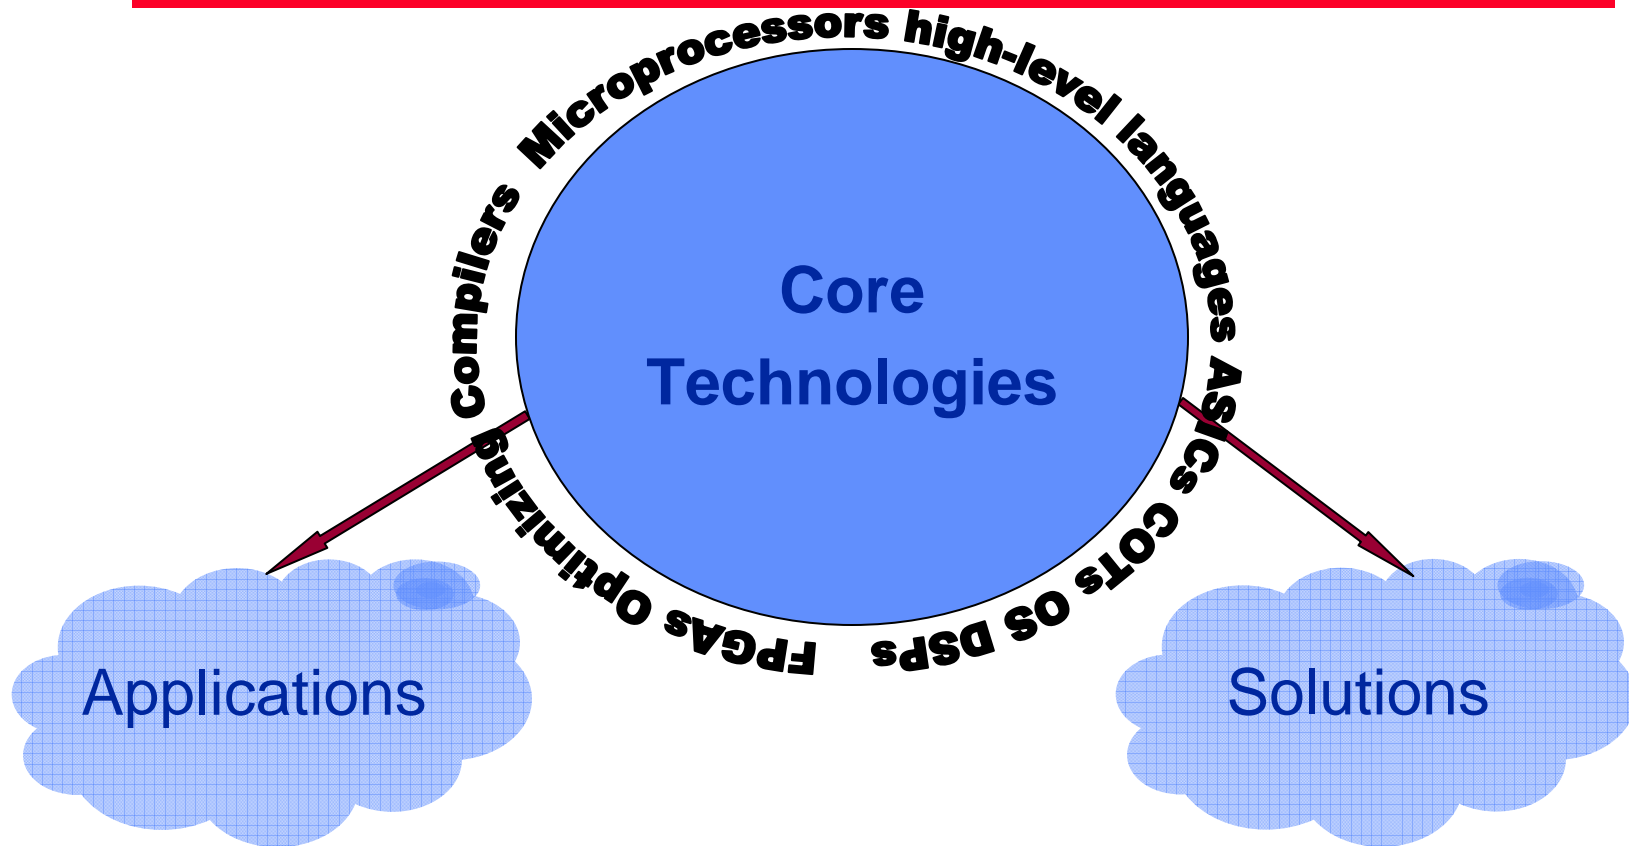 Microprocessors high-level languages ASICs COTs OS DSPs FPGAs Optimizing Compilers
Core
Technologies
Applications
Solutions